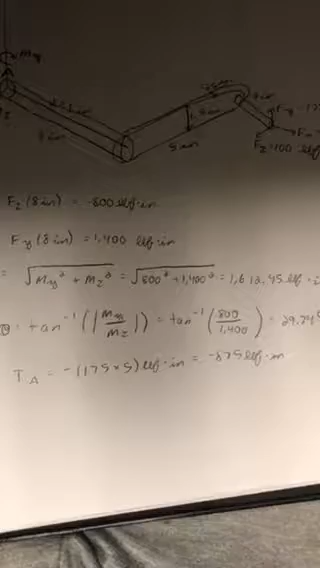 My
5 in
F_z = 100 lbf
F_z (8 in) = -800 lbf·in
F_y (8 in) = 1,400 lbf·in
= √(M_y² + M_z²) = √(800² + 1,400²) = 1,612.45 lbf·i
= tan⁻¹(|M_y/M_z|) = tan⁻¹(800/1,400) = 29.74°
T_A = -(175 × 5) lbf·in = -875 lbf·in